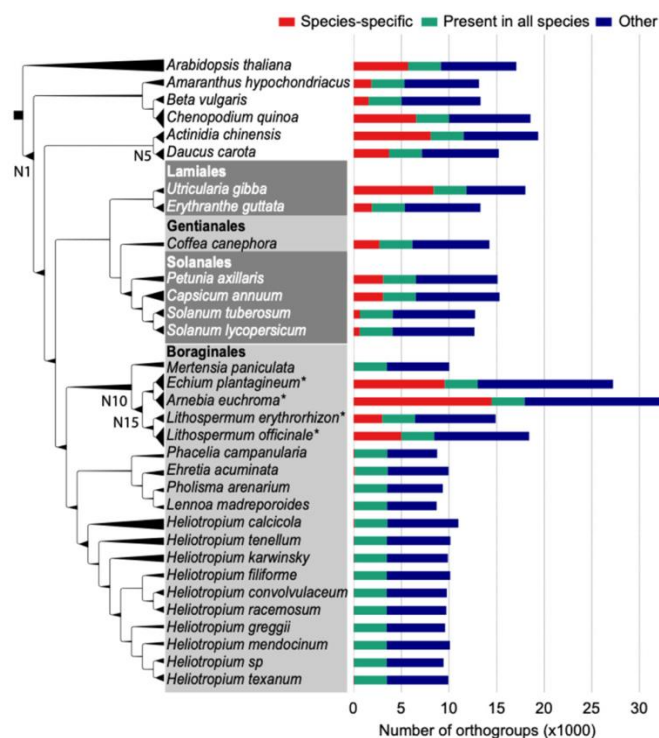 Species-specific Present in all species Other
Arabidopsis thaliana
Amaranthus hypochondriacus
Beta vulgaris
Chenopodium quinoa
Actinidia chinensis
N5 Daucus carota
N1
Lamiales
Utricularia gibba
Erythranthe guttata
Gentianales
Coffea canephora
Solanales
Petunia axillaris
Capsicum annuum
Solanum tuberosum
Solanum lycopersicum
Boraginales
Mertensia paniculata
Echium plantagineum*
N10 Arnebia euchroma*
Lithospermum erythrorhizon*
N15
Lithospermum officinale*
Phacelia campanularia
Ehretia acuminata
Pholisma arenarium
Lennoa madreporoides
Heliotropium calcicola
Heliotropium tenellum
Heliotropium karwinsky
Heliotropium filiforme
Heliotropium convolvulaceum
Heliotropium racemosum
Heliotropium greggii
Heliotropium mendocinum
Heliotropium sp
Heliotropium texanum
0 5 10 15 20 25 30
Number of orthogroups (x1000)